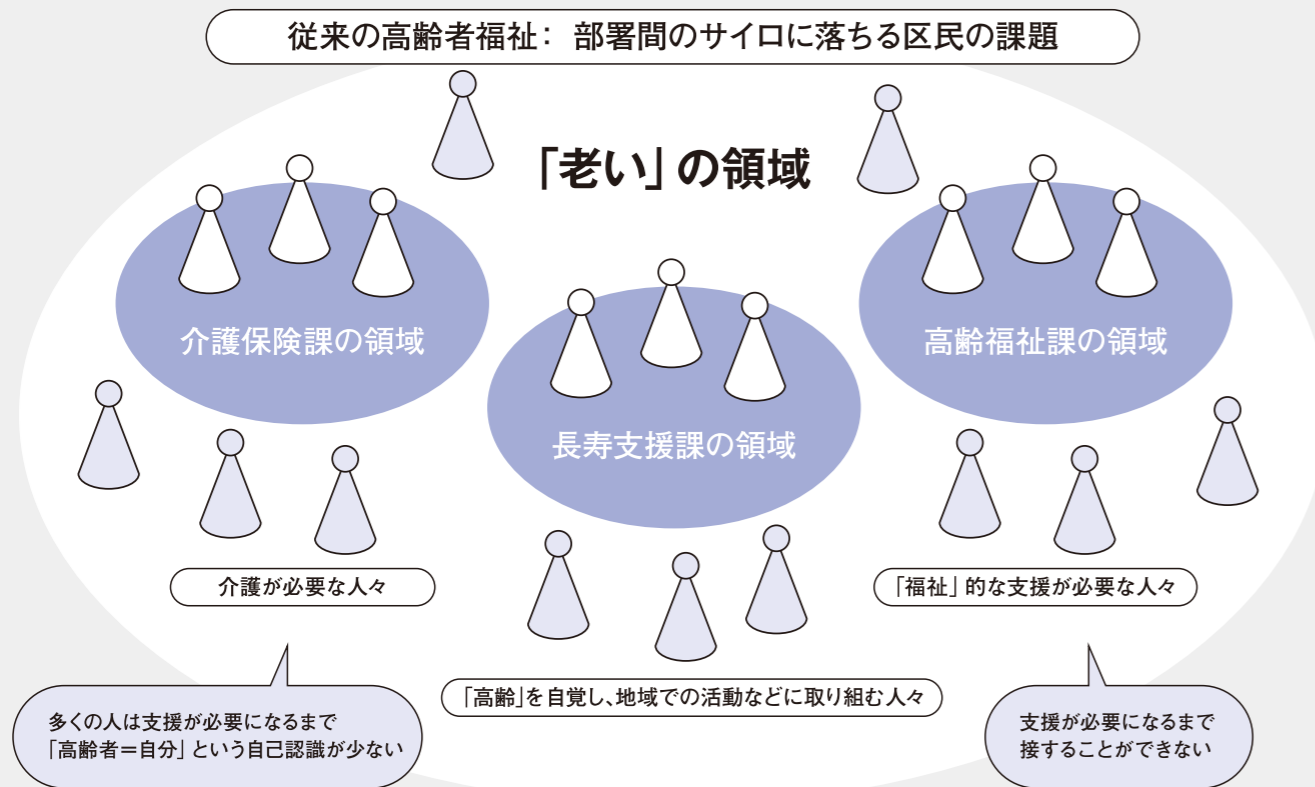 従来の高齢者福祉： 部署間のサイロに落ちる区民の課題
「老い」の領域
介護保険課の領域
高齢福祉課の領域
長寿支援課の領域
介護が必要な人々
「福祉」的な支援が必要な人々
「高齢」を自覚し、地域での活動などに取り組む人々
多くの人は支援が必要になるまで
「高齢者＝自分」という自己認識が少ない
支援が必要になるまで
接することができない